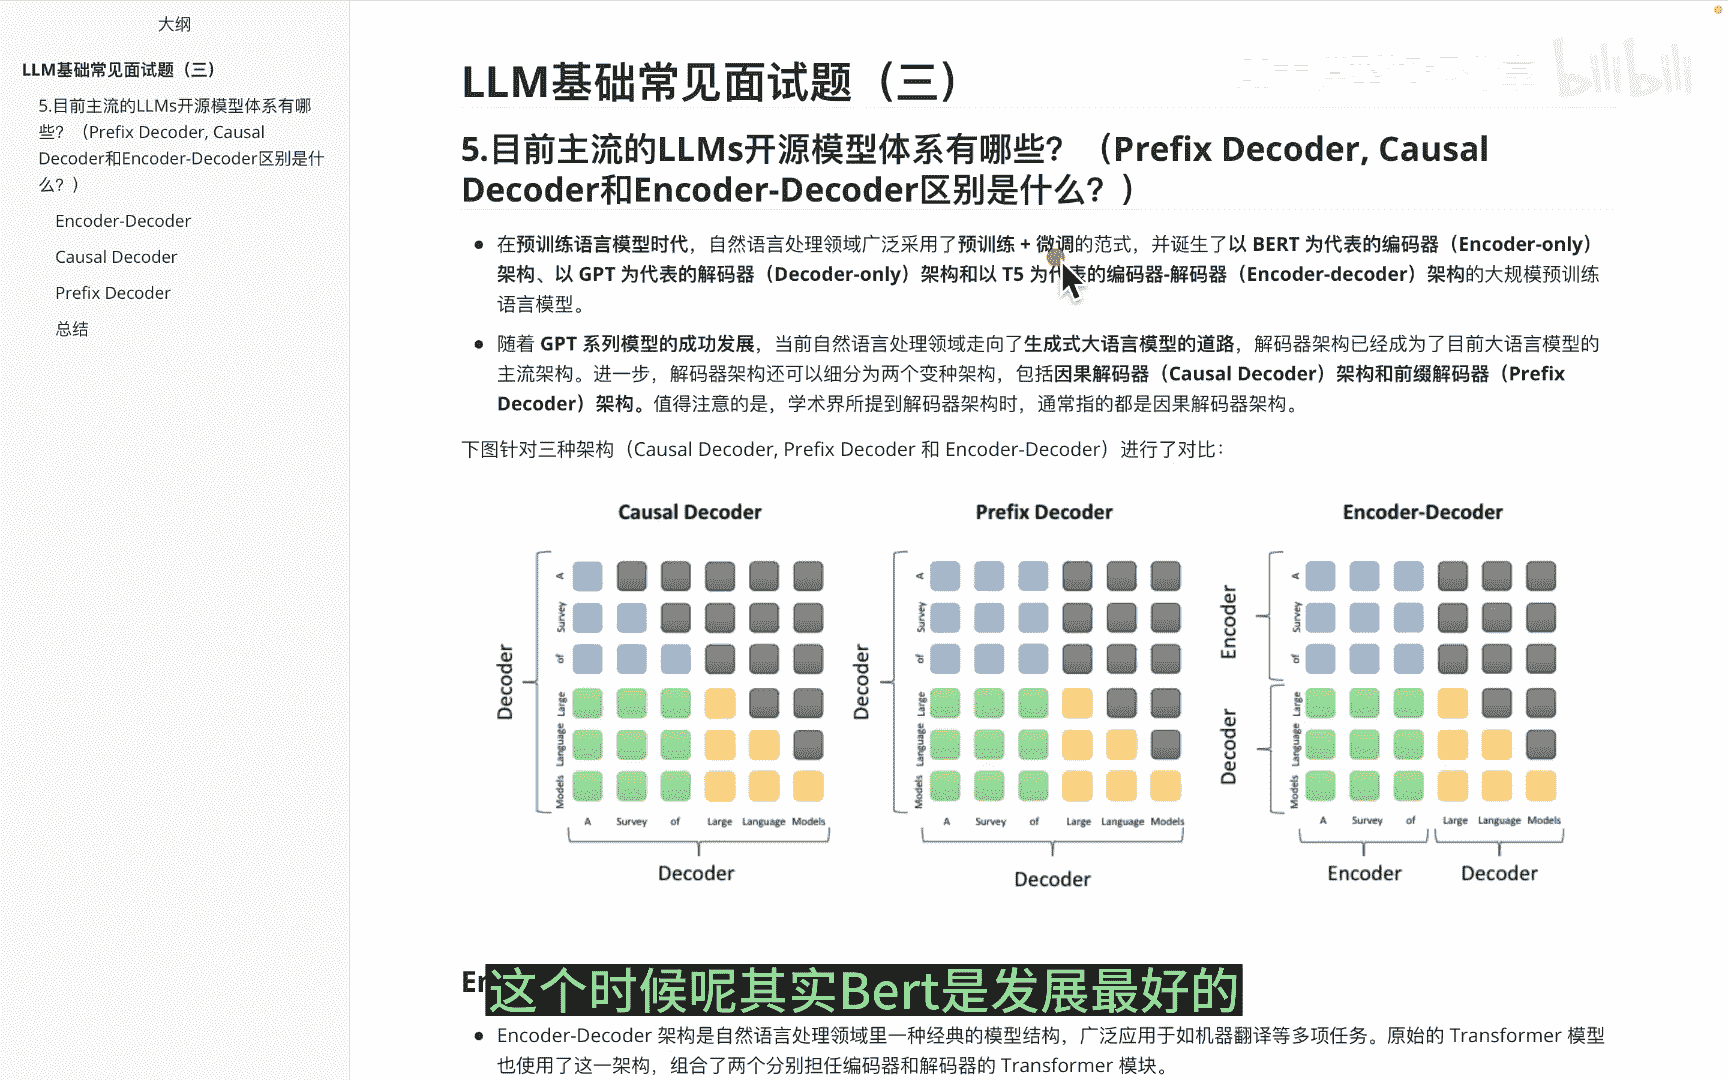 大纲
LLM基础常见面试题（三）
5.目前主流的LLMs开源模型体系有哪
些？（Prefix Decoder, Causal
Decoder和Encoder-Decoder区别是什
么？）
Encoder-Decoder
Causal Decoder
Prefix Decoder
总结
bilibili
LLM基础常见面试题（三）
5.目前主流的LLMs开源模型体系有哪些？（Prefix Decoder, Causal
Decoder和Encoder-Decoder区别是什么？）
在预训练语言模型时代，自然语言处理领域广泛采用了预训练 + 微调的范式，并诞生了以 BERT 为代表的编码器（Encoder-only）
架构、以 GPT 为代表的解码器（Decoder-only）架构和以 T5 为代表的编码器-解码器（Encoder-decoder）架构的大规模预训练
语言模型。
随着 GPT 系列模型的成功发展，当前自然语言处理领域走向了生成式大语言模型的道路，解码器架构已经成为了目前大语言模型的
主流架构。进一步，解码器架构还可以细分为两个变种架构，包括因果解码器（Causal Decoder）架构和前缀解码器（Prefix
Decoder）架构。值得注意的是，学术界所提到解码器架构时，通常指的都是因果解码器架构。
下图针对三种架构（Causal Decoder, Prefix Decoder 和 Encoder-Decoder）进行了对比：
Causal Decoder
Decoder
A
Survey
of
Large
Language
Models
A Survey of Large Language Models
Decoder
Prefix Decoder
Decoder
A
Survey
of
Large
Language
Models
A Survey of Large Language Models
Decoder
Encoder-Decoder
Encoder
Decoder
A
Survey
of
Large
Language
Models
A Survey of Large Language Models
Encoder Decoder
这个时候呢其实Bert是发展最好的
Encoder-Decoder 架构是自然语言处理领域里一种经典的模型结构，广泛应用于如机器翻译等多项任务。原始的 Transformer 模型
也使用了这一架构，组合了两个分别担任编码器和解码器的 Transformer 模块。